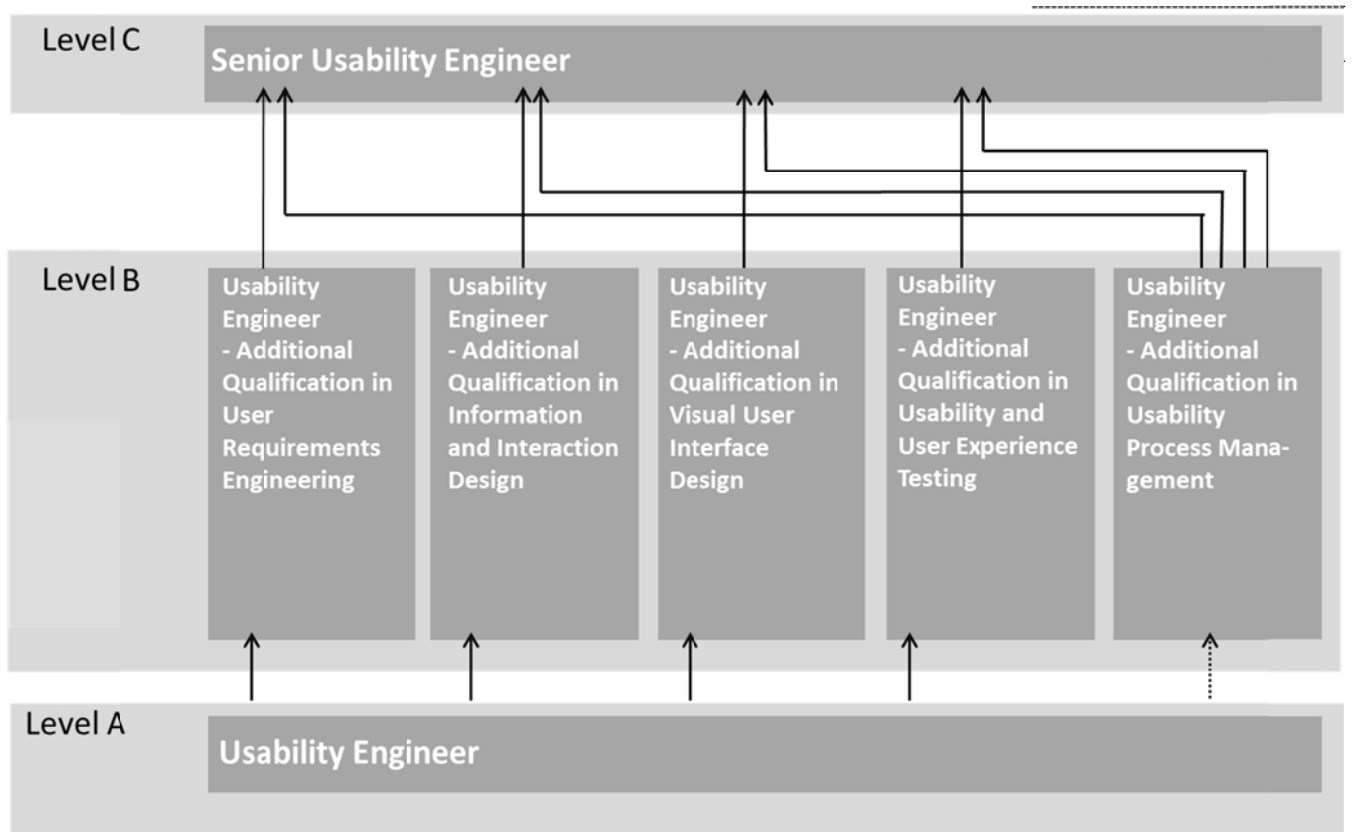 Level C
Senior Usability Engineer
Level B
Usability
Engineer
- Additional
Qualification in
User
Requirements
Engineering
Usability
Engineer
- Additional
Qualification in
Information
and Interaction
Design
Usability
Engineer
- Additional
Qualification in
Visual User
Interface
Design
Usability
Engineer
- Additional
Qualification in
Usability and
User Experience
Testing
Usability
Engineer
- Additional
Qualification in
Usability
Process Mana-
gement
Level A
Usability Engineer